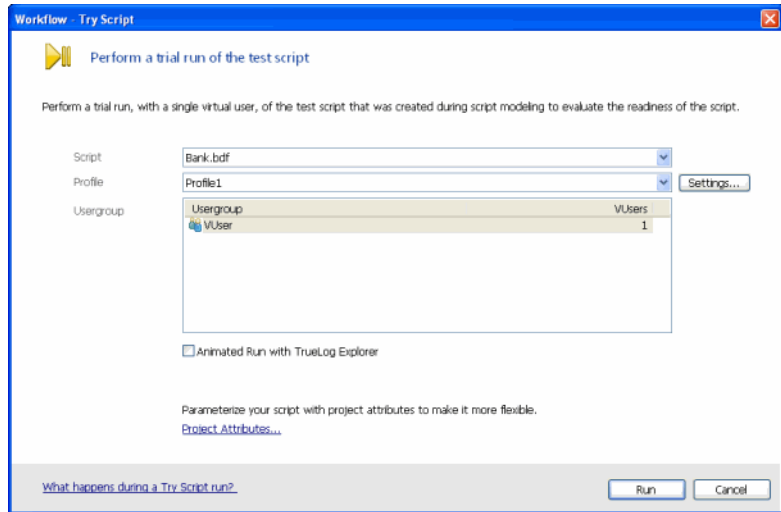 Workflow - Try Script
Perform a trial run of the test script
Perform a trial run, with a single virtual user, of the test script that was created during script modeling to evaluate the readiness of the script.
Script Bank.bdf
Profile Profile1 Settings...
Usergroup Usergroup VUsers
VUser 1
Animated Run with TrueLog Explorer
Parameterize your script with project attributes to make it more flexible.
Project Attributes...
What happens during a Try Script run? Run Cancel